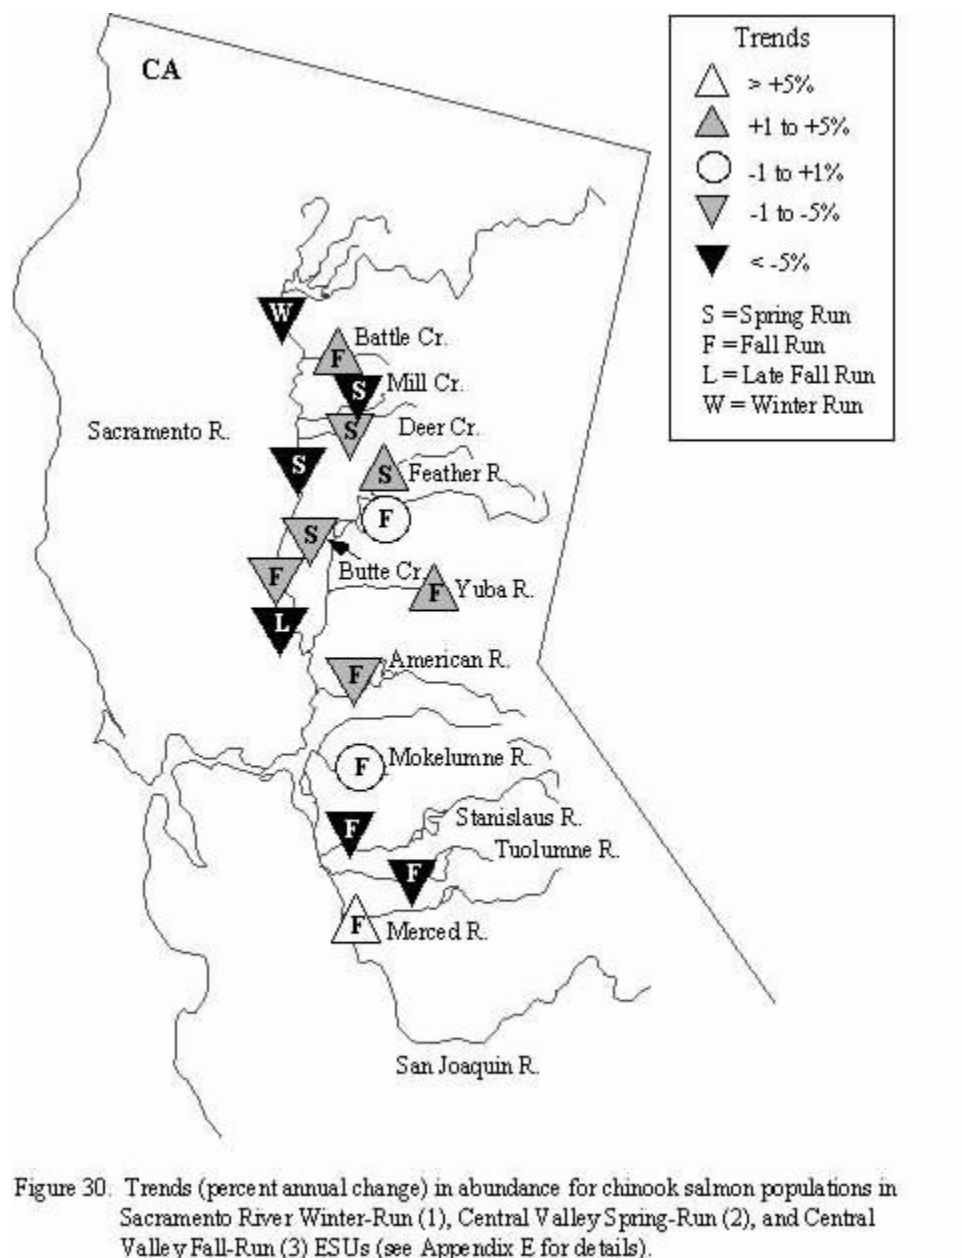 CA
Trends
> +5%
+1 to +5%
-1 to +1%
-1 to -5%
< -5%
S = Spring Run
F = Fall Run
L = Late Fall Run
W = Winter Run
W
Battle Cr.
F
S
Mill Cr.
Sacramento R.
S
Deer Cr.
S
S
Feather R.
F
S
Butte Cr.
F
F
Yuba R.
L
F
American R.
F
Mokelumne R.
F
Stanislaus R.
F
Tuolumne R.
F
Merced R.
San Joaquin R.
Figure 30. Trends (percent annual change) in abundance for chinook salmon populations in
Sacramento River Winter-Run (1), Central Valley Spring-Run (2), and Central
Valley Fall-Run (3) ESUs (see Appendix E for details).